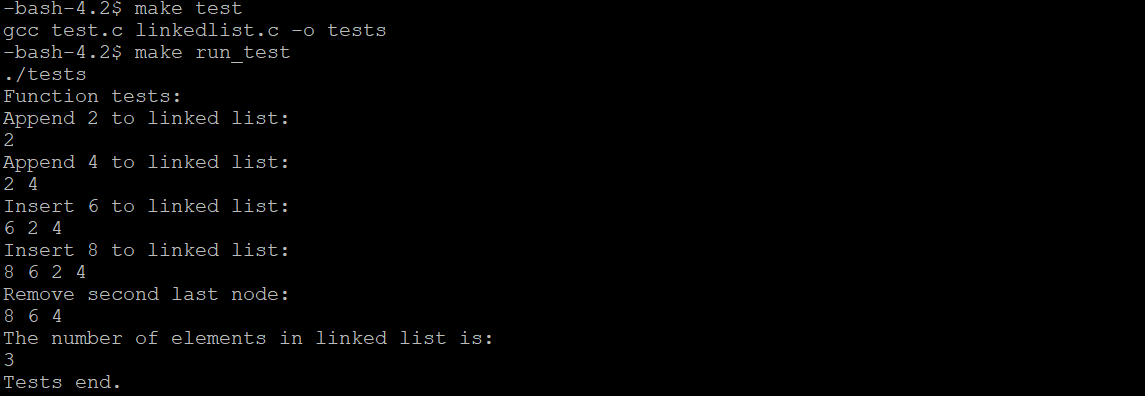 -bash-4.2$ make test
gcc test.c linkedlist.c -o tests
-bash-4.2$ make run_test
./tests
Function tests:
Append 2 to linked list:
2
Append 4 to linked list:
2 4
Insert 6 to linked list:
6 2 4
Insert 8 to linked list:
8 6 2 4
Remove second last node:
8 6 4
The number of elements in linked list is:
3
Tests end.